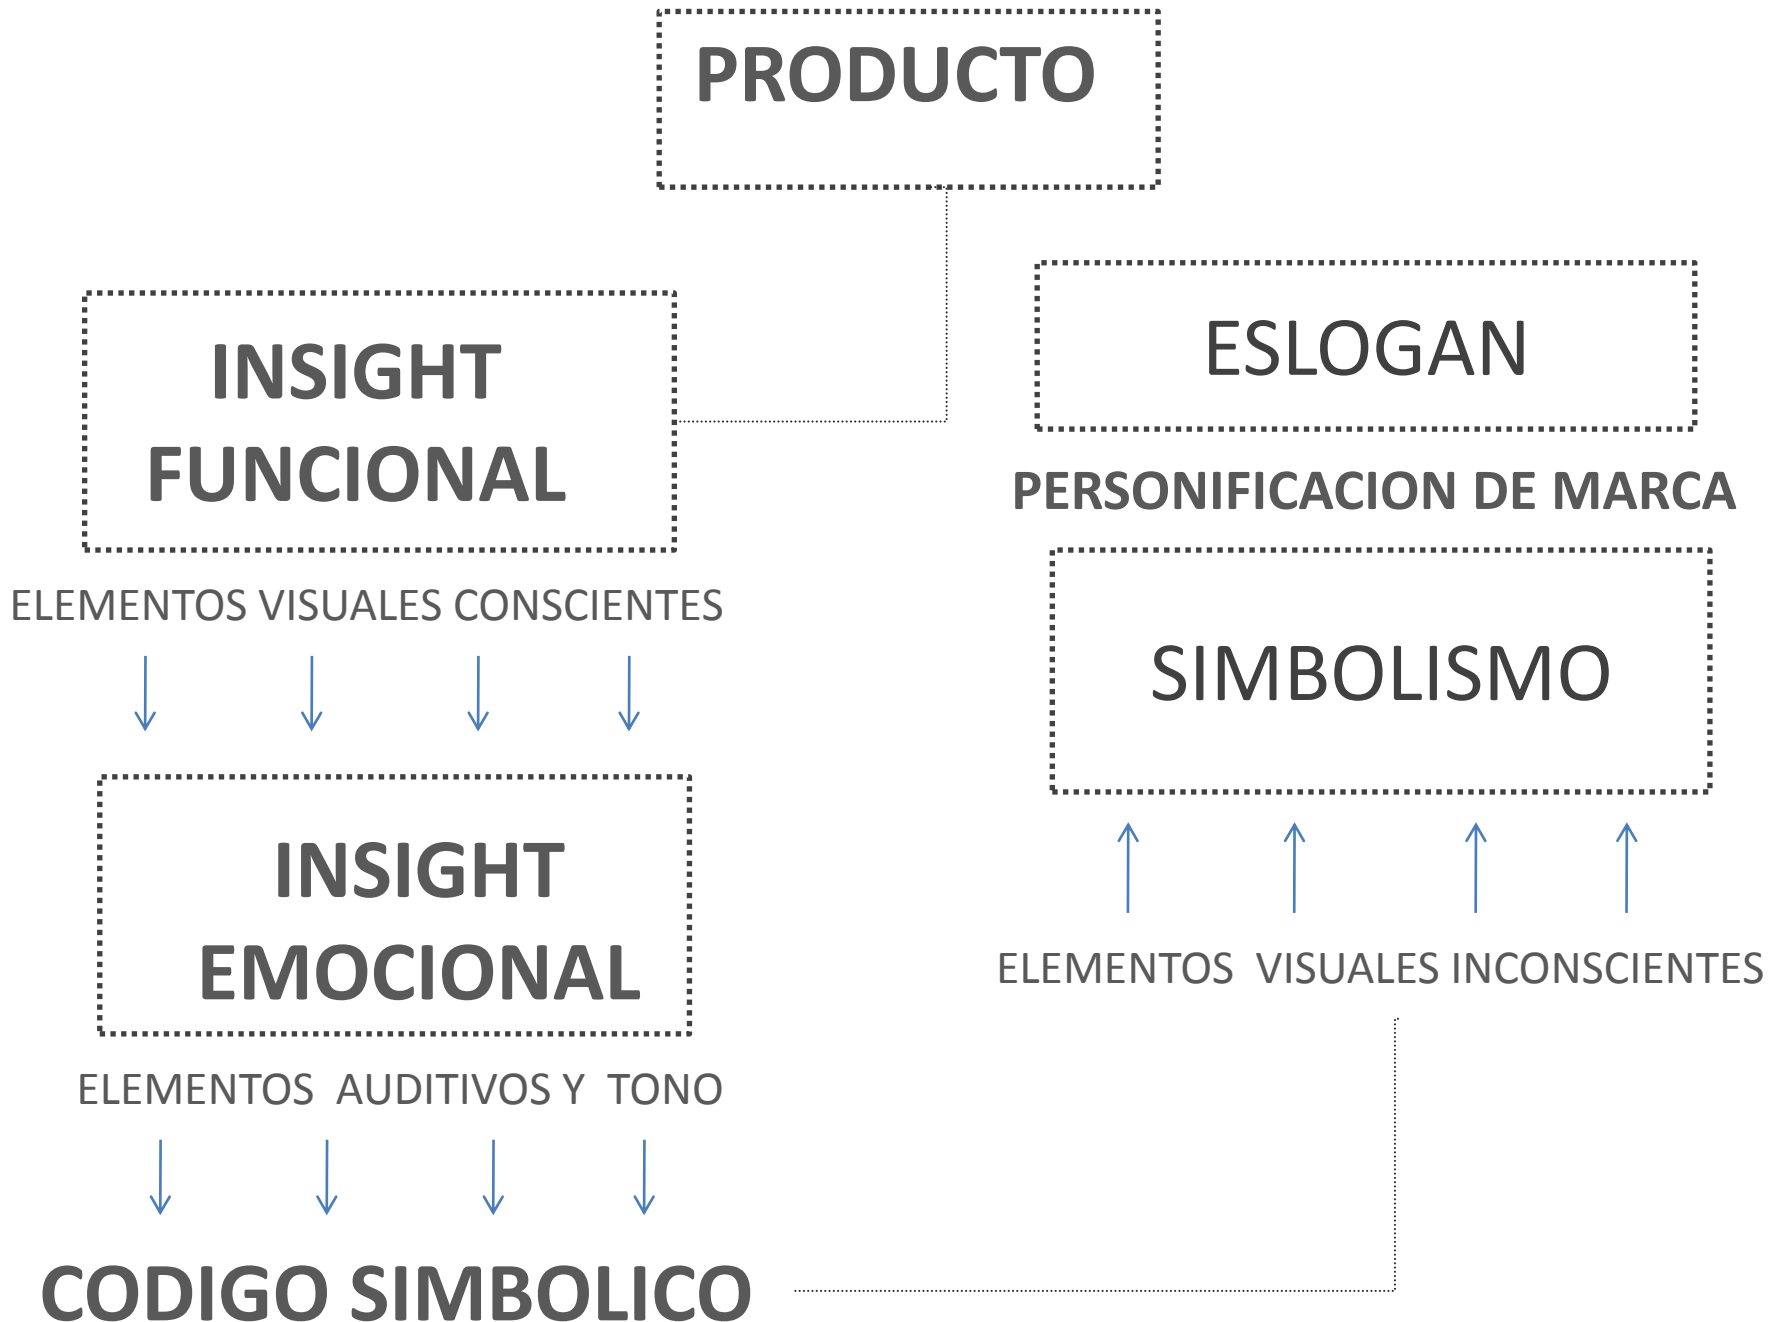 PRODUCTO
INSIGHT
FUNCIONAL
ELEMENTOS VISUALES CONSCIENTES
INSIGHT
EMOCIONAL
ELEMENTOS AUDITIVOS Y TONO
CODIGO SIMBOLICO
ESLOGAN
PERSONIFICACION DE MARCA
SIMBOLISMO
ELEMENTOS VISUALES INCONSCIENTES